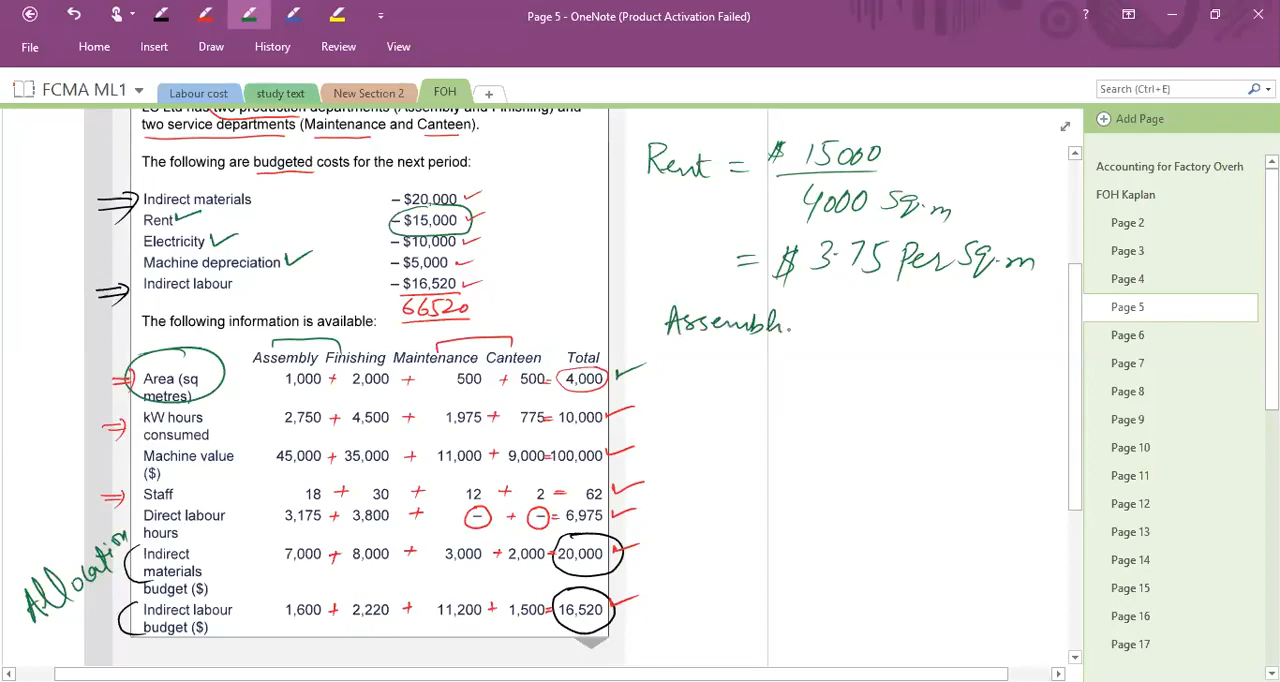 Page 5 - OneNote (Product Activation Failed)
?
File Home Insert Draw History Review View
FCMA ML1 Labour cost study text New Section 2 FOH +
Search (Ctrl+E)
Add Page
Accounting for Factory Overh
FOH Kaplan
Page 2
Page 3
Page 4
Page 5
Page 6
Page 7
Page 8
Page 9
Page 10
Page 11
Page 12
Page 13
Page 14
Page 15
Page 16
Page 17
two service departments (Maintenance and Canteen).
The following are budgeted costs for the next period:
Indirect materials – $20,000
Rent – $15,000
Electricity – $10,000
Machine depreciation – $5,000
Indirect labour – $16,520
66520
The following information is available:
Assembly Finishing Maintenance Canteen Total
Area (sq metres) 1,000 + 2,000 + 500 + 500 = 4,000
kW hours consumed 2,750 + 4,500 + 1,975 + 775 = 10,000
Machine value ($) 45,000 + 35,000 + 11,000 + 9,000 = 100,000
Staff 18 + 30 + 12 + 2 = 62
Direct labour hours 3,175 + 3,800 + – + – = 6,975
Indirect materials budget ($) 7,000 + 8,000 + 3,000 + 2,000 = 20,000
Indirect labour budget ($) 1,600 + 2,220 + 11,200 + 1,500 = 16,520
Allocation
Rent = $ 15000
4000 Sq.m
= $ 3.75 Per Sq.m